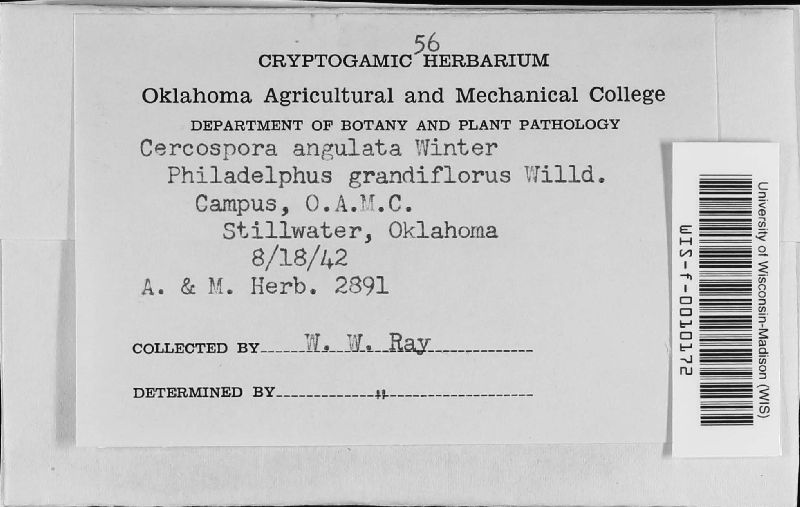 56
CRYPTOGAMIC HERBARIUM
Oklahoma Agricultural and Mechanical College
DEPARTMENT OF BOTANY AND PLANT PATHOLOGY
Cercospora angulata Winter
Philadelphus grandiflorus Willd.
Campus, O.A.M.C.
Stillwater, Oklahoma
8/18/42
A. & M. Herb. 2891
COLLECTED BY W. W. Ray
DETERMINED BY "
University of Wisconsin-Madison (WIS)
WIS-f-0010172